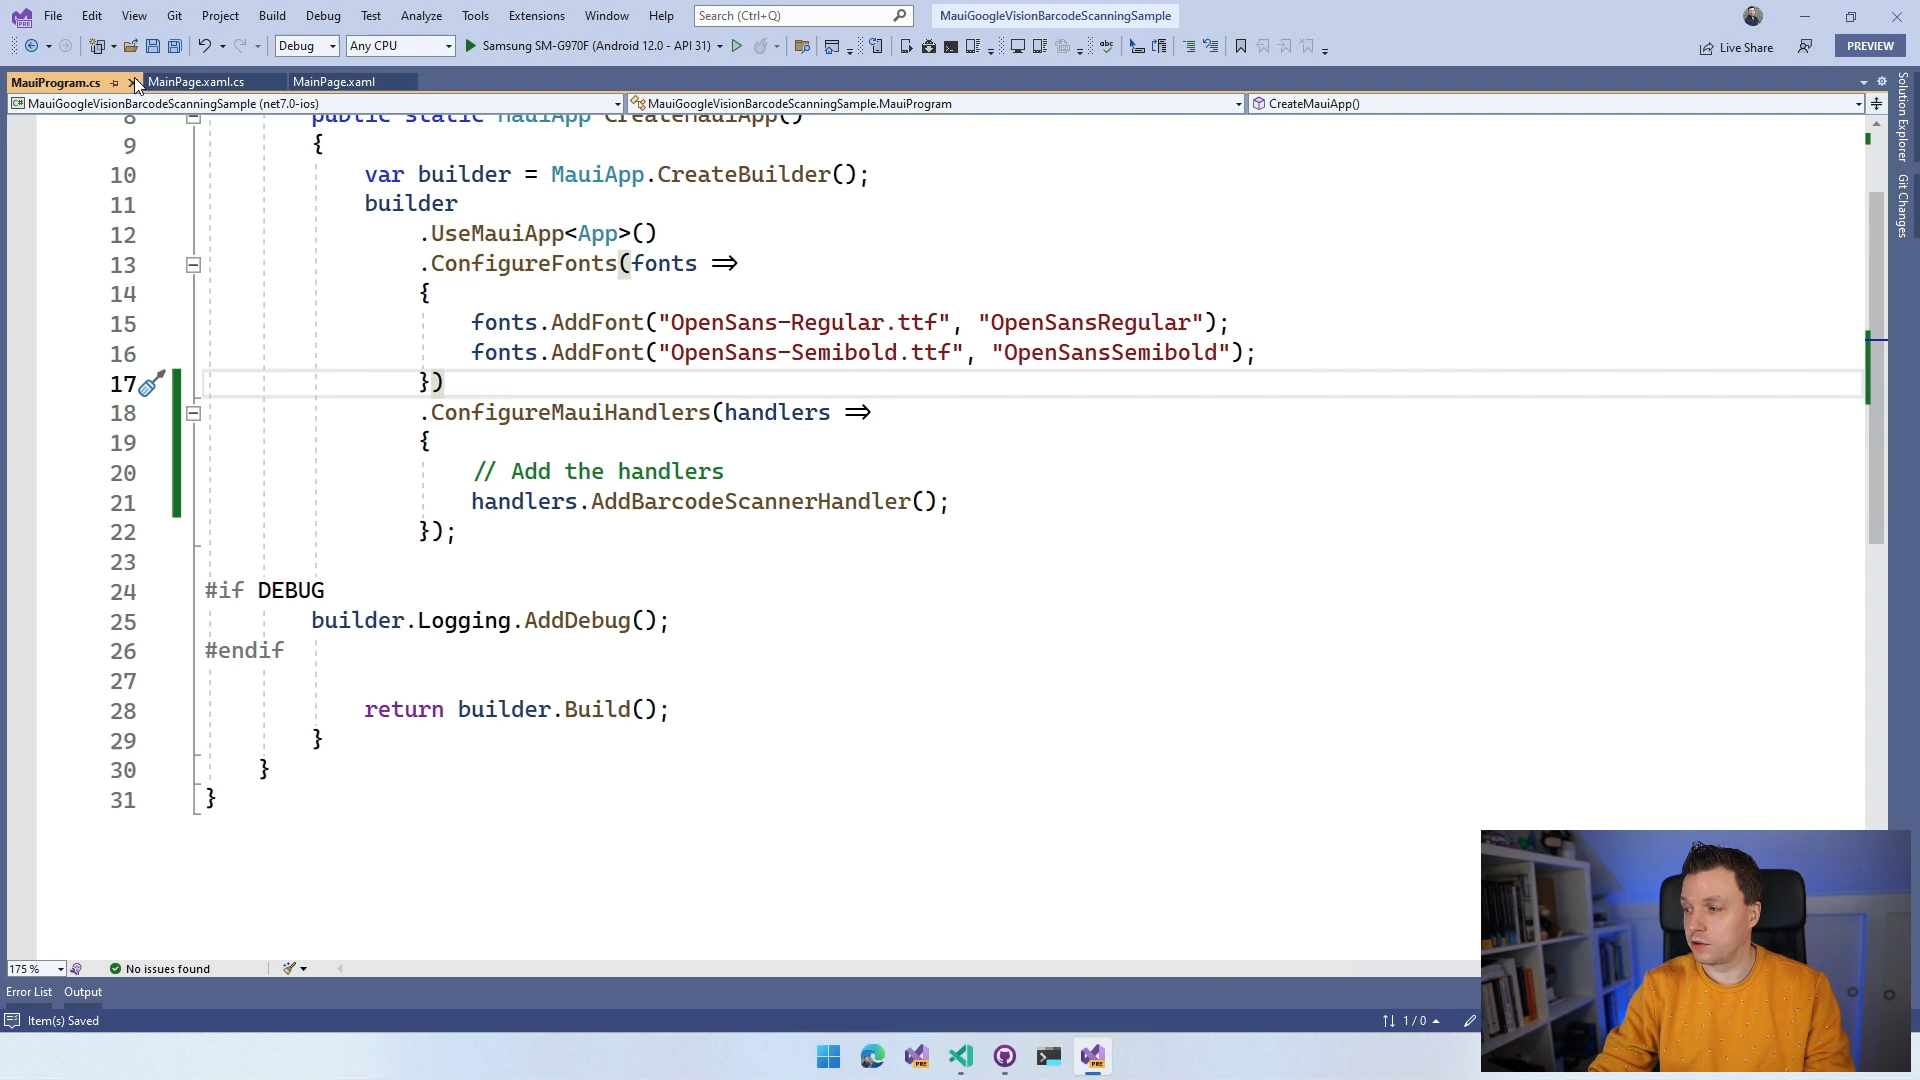 File Edit View Git Project Build Debug Test Analyze Tools Extensions Window Help Search (Ctrl+Q) MauiGoogleVisionBarcodeScanningSample
Debug Any CPU Samsung SM-G970F (Android 12.0 - API 31) Live Share PREVIEW
MauiProgram.cs MainPage.xaml.cs MainPage.xaml
MauiGoogleVisionBarcodeScanningSample (net7.0-ios) MauiGoogleVisionBarcodeScanningSample.MauiProgram CreateMauiApp()
Solution Explorer
Git Changes
8 public static MauiApp CreateMauiApp()
9 {
10 var builder = MauiApp.CreateBuilder();
11 builder
12 .UseMauiApp<App>()
13 .ConfigureFonts(fonts =>
14 {
15 fonts.AddFont("OpenSans-Regular.ttf", "OpenSansRegular");
16 fonts.AddFont("OpenSans-Semibold.ttf", "OpenSansSemibold");
17 })
18 .ConfigureMauiHandlers(handlers =>
19 {
20 // Add the handlers
21 handlers.AddBarcodeScannerHandler();
22 });
23
24 #if DEBUG
25 builder.Logging.AddDebug();
26 #endif
27
28 return builder.Build();
29 }
30 }
31 }
175 % No issues found
Error List Output
Item(s) Saved 1 / 0